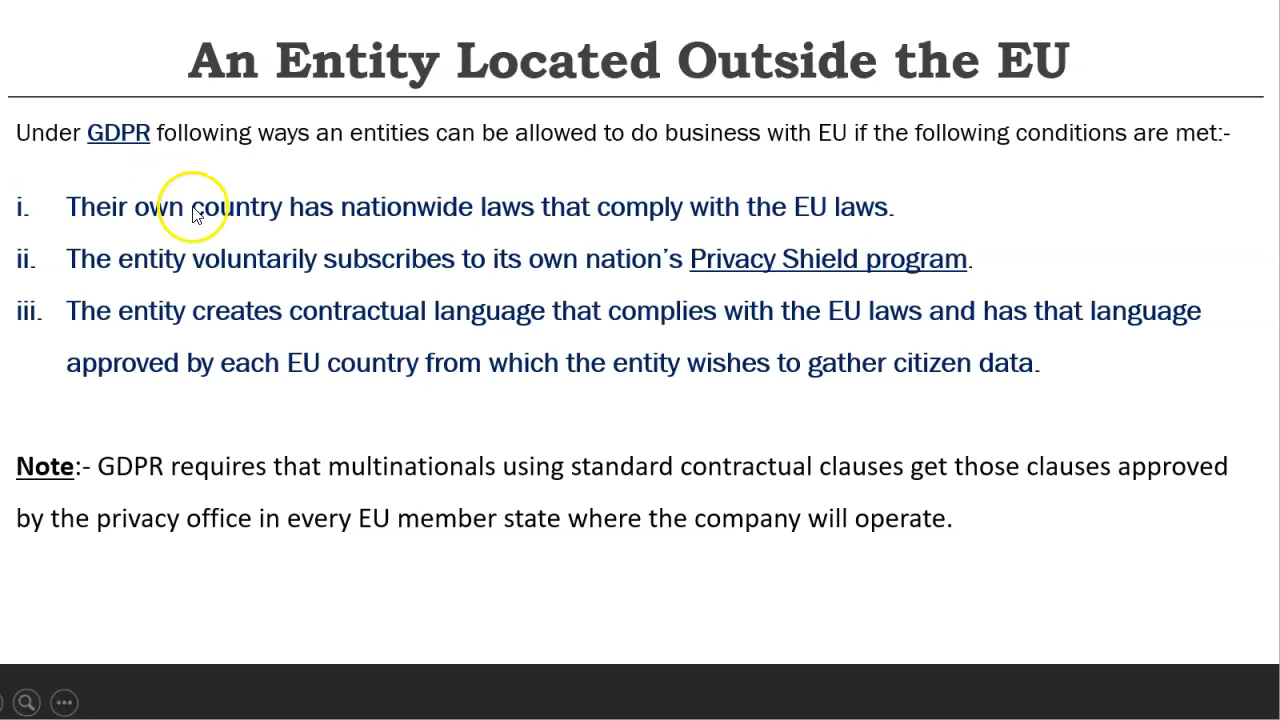 An Entity Located Outside the EU
Under GDPR following ways an entities can be allowed to do business with EU if the following conditions are met:-
i. Their own country has nationwide laws that comply with the EU laws.
ii. The entity voluntarily subscribes to its own nation’s Privacy Shield program.
iii. The entity creates contractual language that complies with the EU laws and has that language
approved by each EU country from which the entity wishes to gather citizen data.
Note:- GDPR requires that multinationals using standard contractual clauses get those clauses approved
by the privacy office in every EU member state where the company will operate.